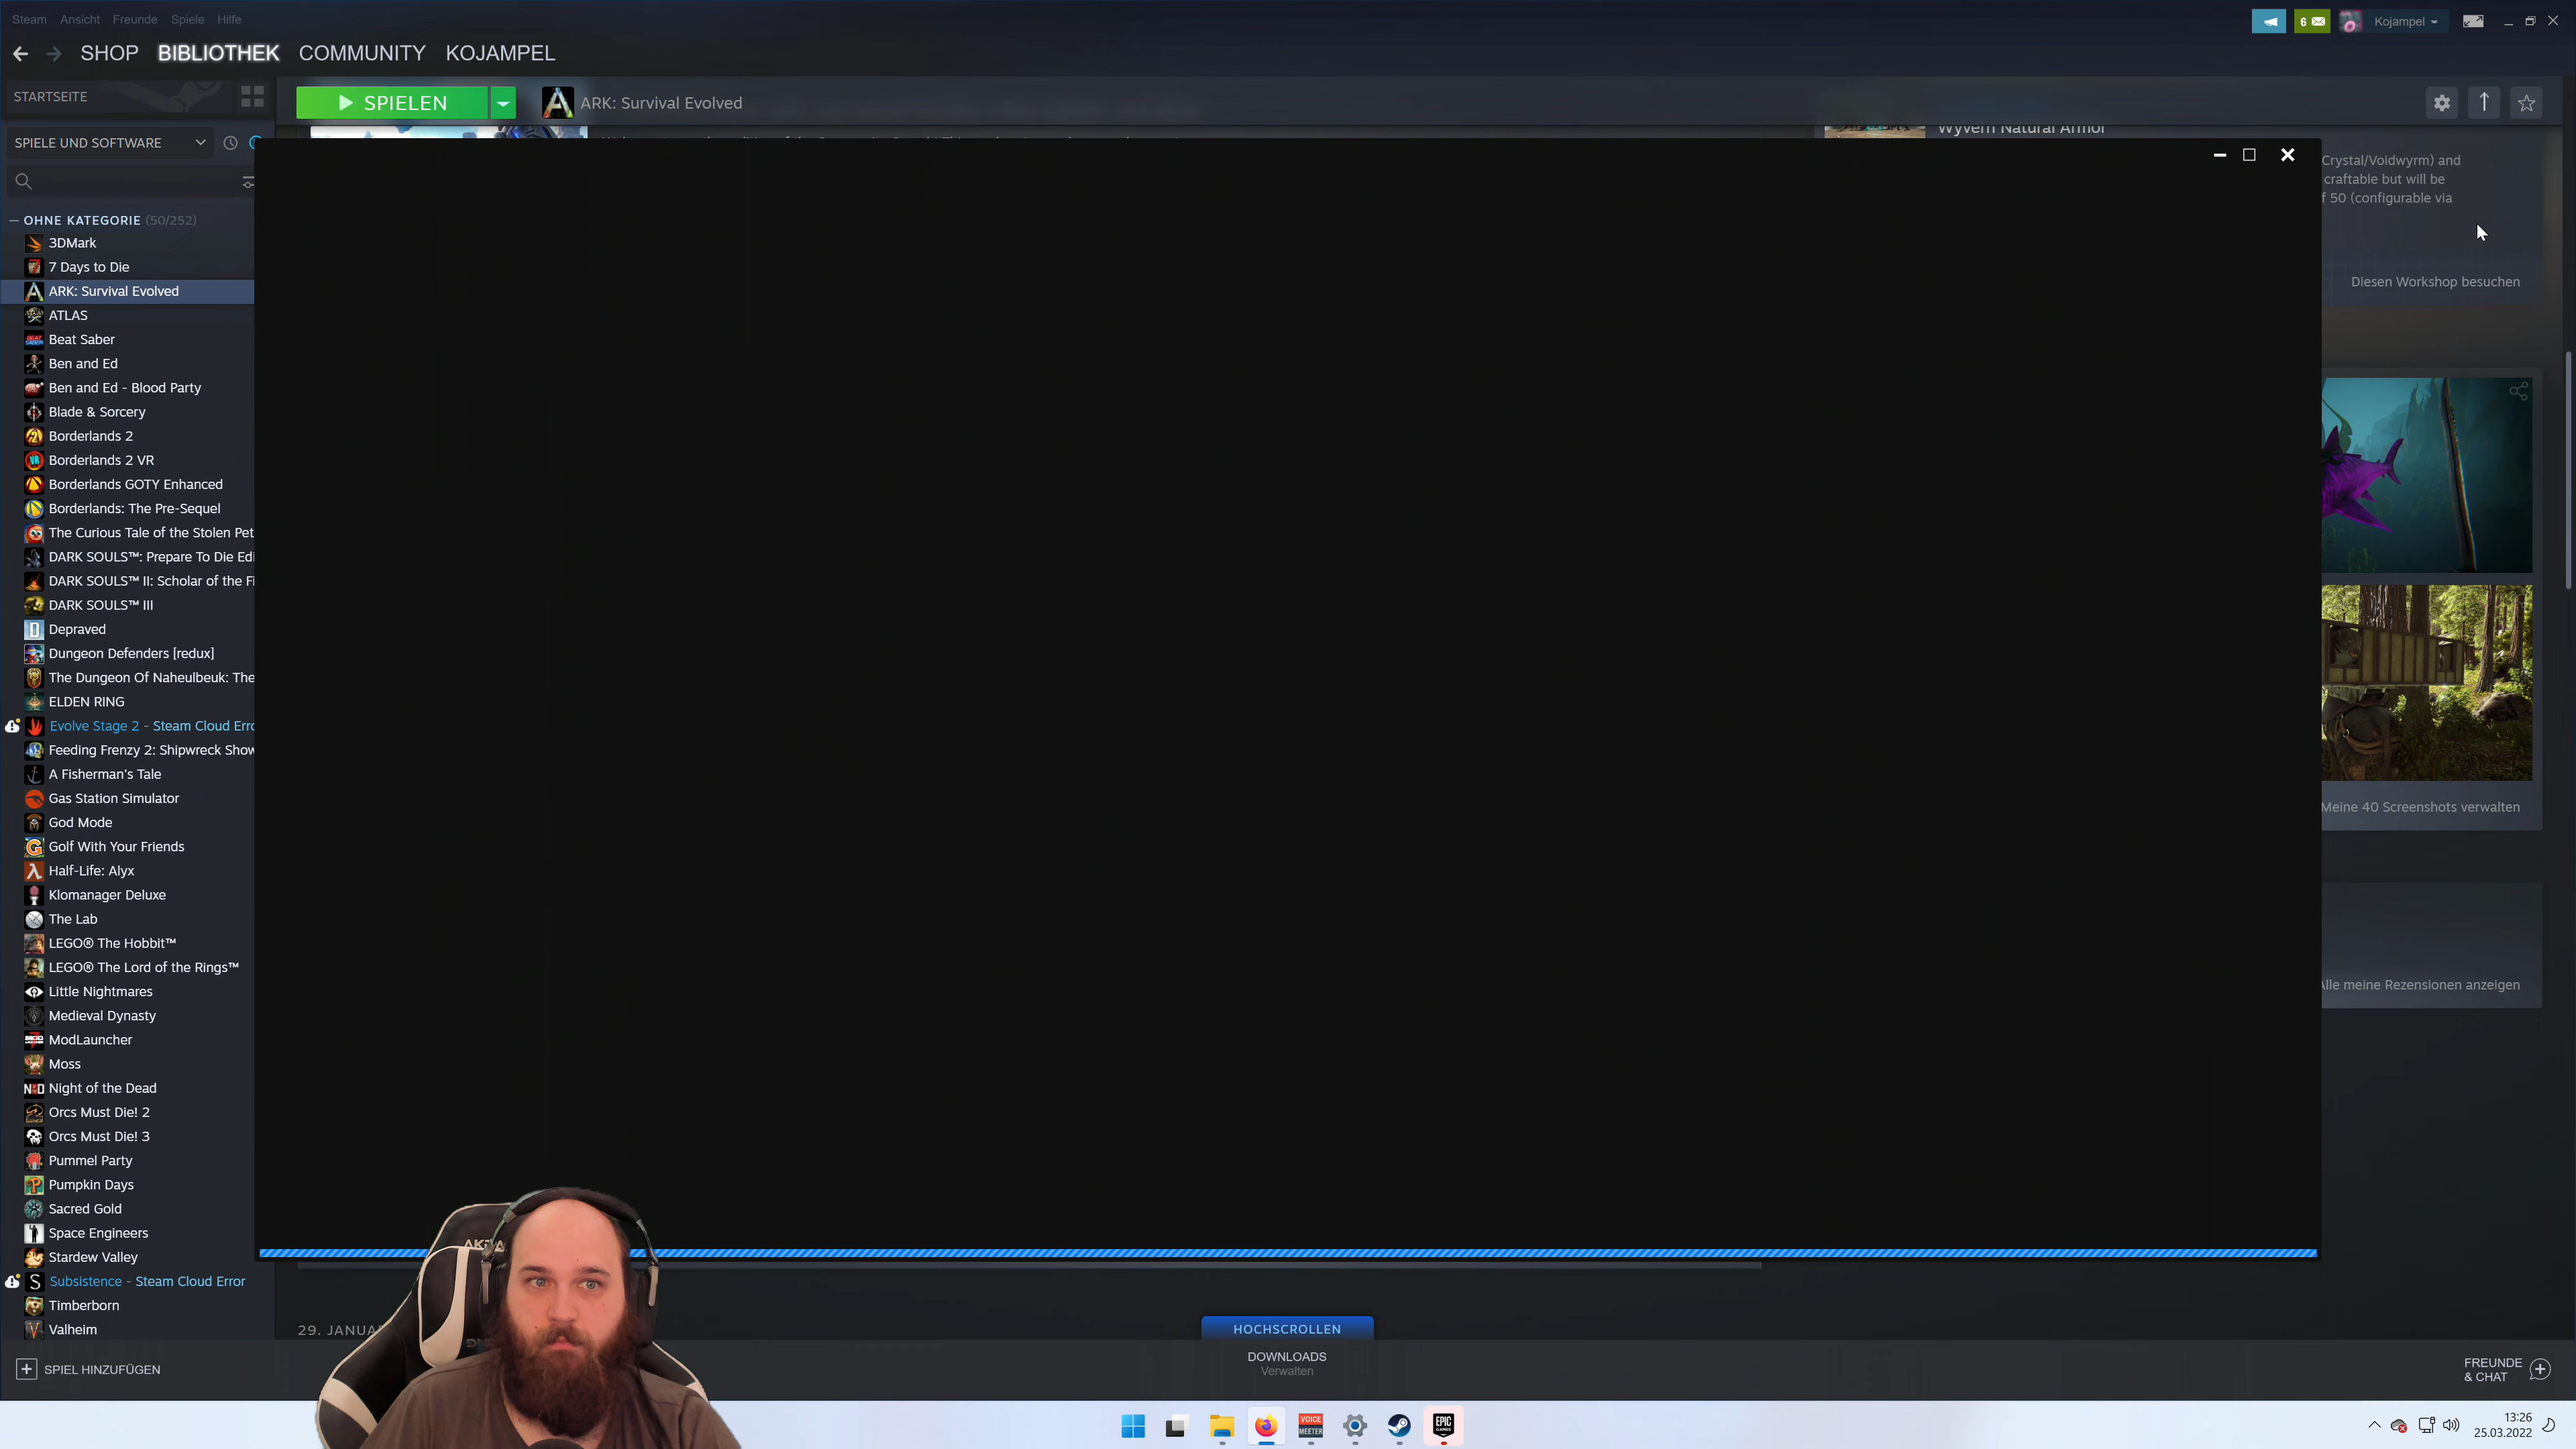 Steam Ansicht Freunde Spiele Hilfe
6 Kojampel
SHOP BIBLIOTHEK COMMUNITY KOJAMPEL
STARTSEITE
SPIELEN
ARK: Survival Evolved
SPIELE UND SOFTWARE
Wyvern Natural Armor
Crystal/Voidwyrm) and
craftable but will be
f 50 (configurable via
Diesen Workshop besuchen
OHNE KATEGORIE (50/252)
3DMark
7 Days to Die
ARK: Survival Evolved
ATLAS
Beat Saber
Ben and Ed
Ben and Ed - Blood Party
Blade & Sorcery
Borderlands 2
Borderlands 2 VR
Borderlands GOTY Enhanced
Borderlands: The Pre-Sequel
The Curious Tale of the Stolen Pet
DARK SOULS™: Prepare To Die Edi
DARK SOULS™ II: Scholar of the Fi
DARK SOULS™ III
Depraved
Dungeon Defenders [redux]
The Dungeon Of Naheulbeuk: The
ELDEN RING
Evolve Stage 2 - Steam Cloud Erro
Feeding Frenzy 2: Shipwreck Show
A Fisherman's Tale
Gas Station Simulator
God Mode
Golf With Your Friends
Half-Life: Alyx
Klomanager Deluxe
The Lab
LEGO® The Hobbit™
LEGO® The Lord of the Rings™
Little Nightmares
Medieval Dynasty
ModLauncher
Moss
Night of the Dead
Orcs Must Die! 2
Orcs Must Die! 3
Pummel Party
Pumpkin Days
Sacred Gold
Space Engineers
Stardew Valley
Subsistence - Steam Cloud Error
Timberborn
Valheim
Meine 40 Screenshots verwalten
Alle meine Rezensionen anzeigen
29. JANUA
HOCHSCROLLEN
SPIEL HINZUFÜGEN
DOWNLOADS
Verwalten
FREUNDE
& CHAT
VOICE
MEETER
EPIC
GAMES
13:26
25.03.2022